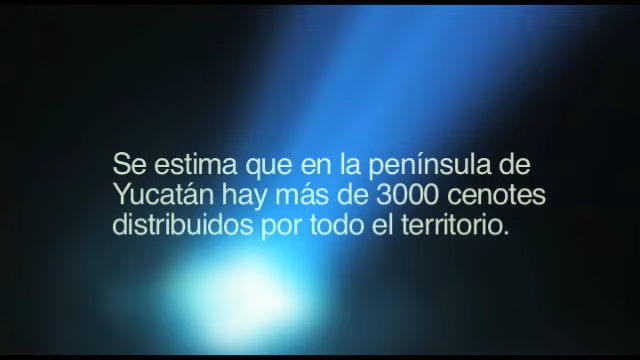 Se estima que en la península de
Yucatán hay más de 3000 cenotes
distribuidos por todo el territorio.